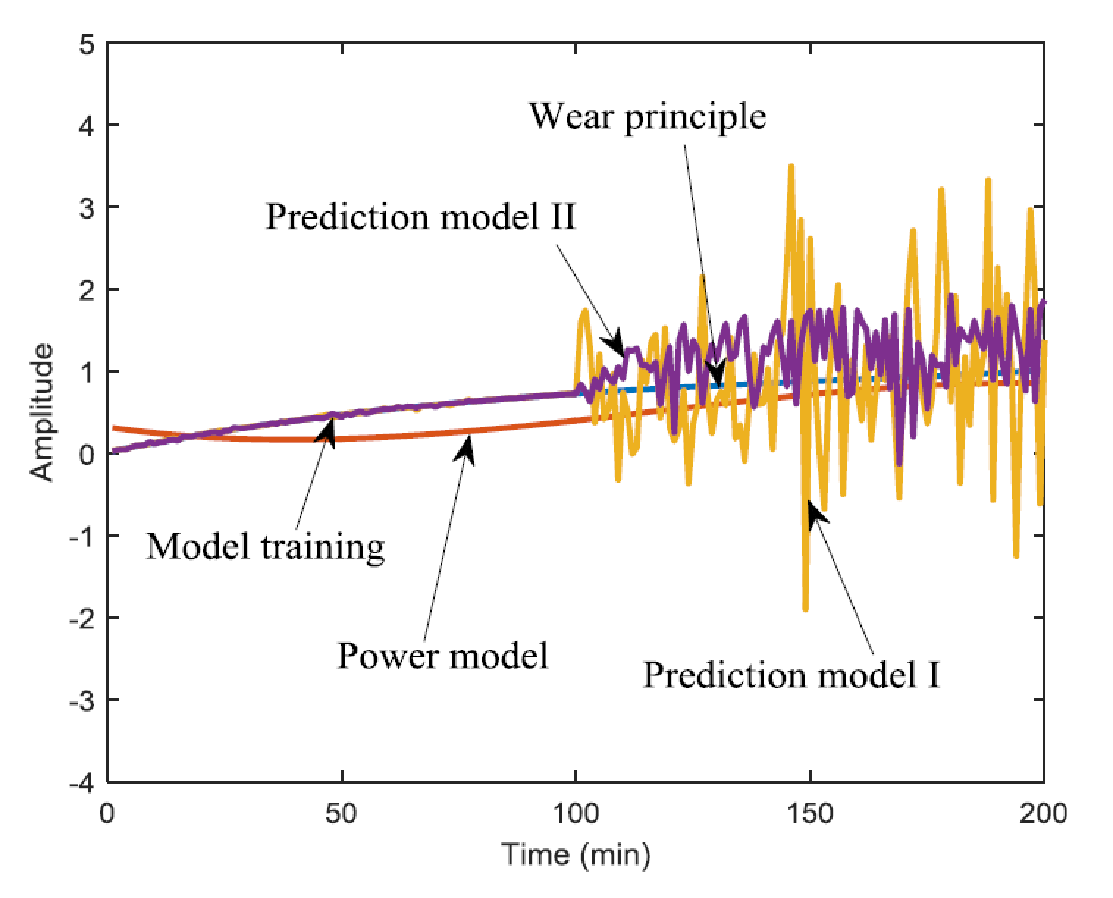 5
4
3
2
1
0
-1
-2
-3
-4
Amplitude
Wear principle
Prediction model II
Model training
Power model
Prediction model I
0 50 100 150 200
Time (min)